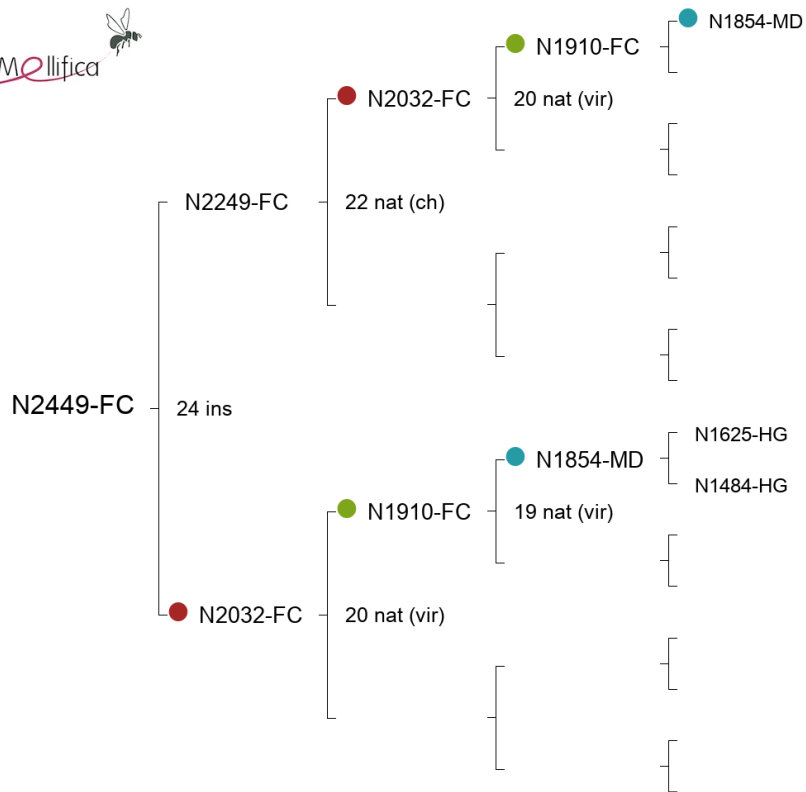 Mellifica
N1854-MD
N1910-FC
N2032-FC
20 nat (vir)
N2249-FC
22 nat (ch)
N2449-FC
24 ins
N1625-HG
N1854-MD
N1484-HG
N1910-FC
19 nat (vir)
N2032-FC
20 nat (vir)